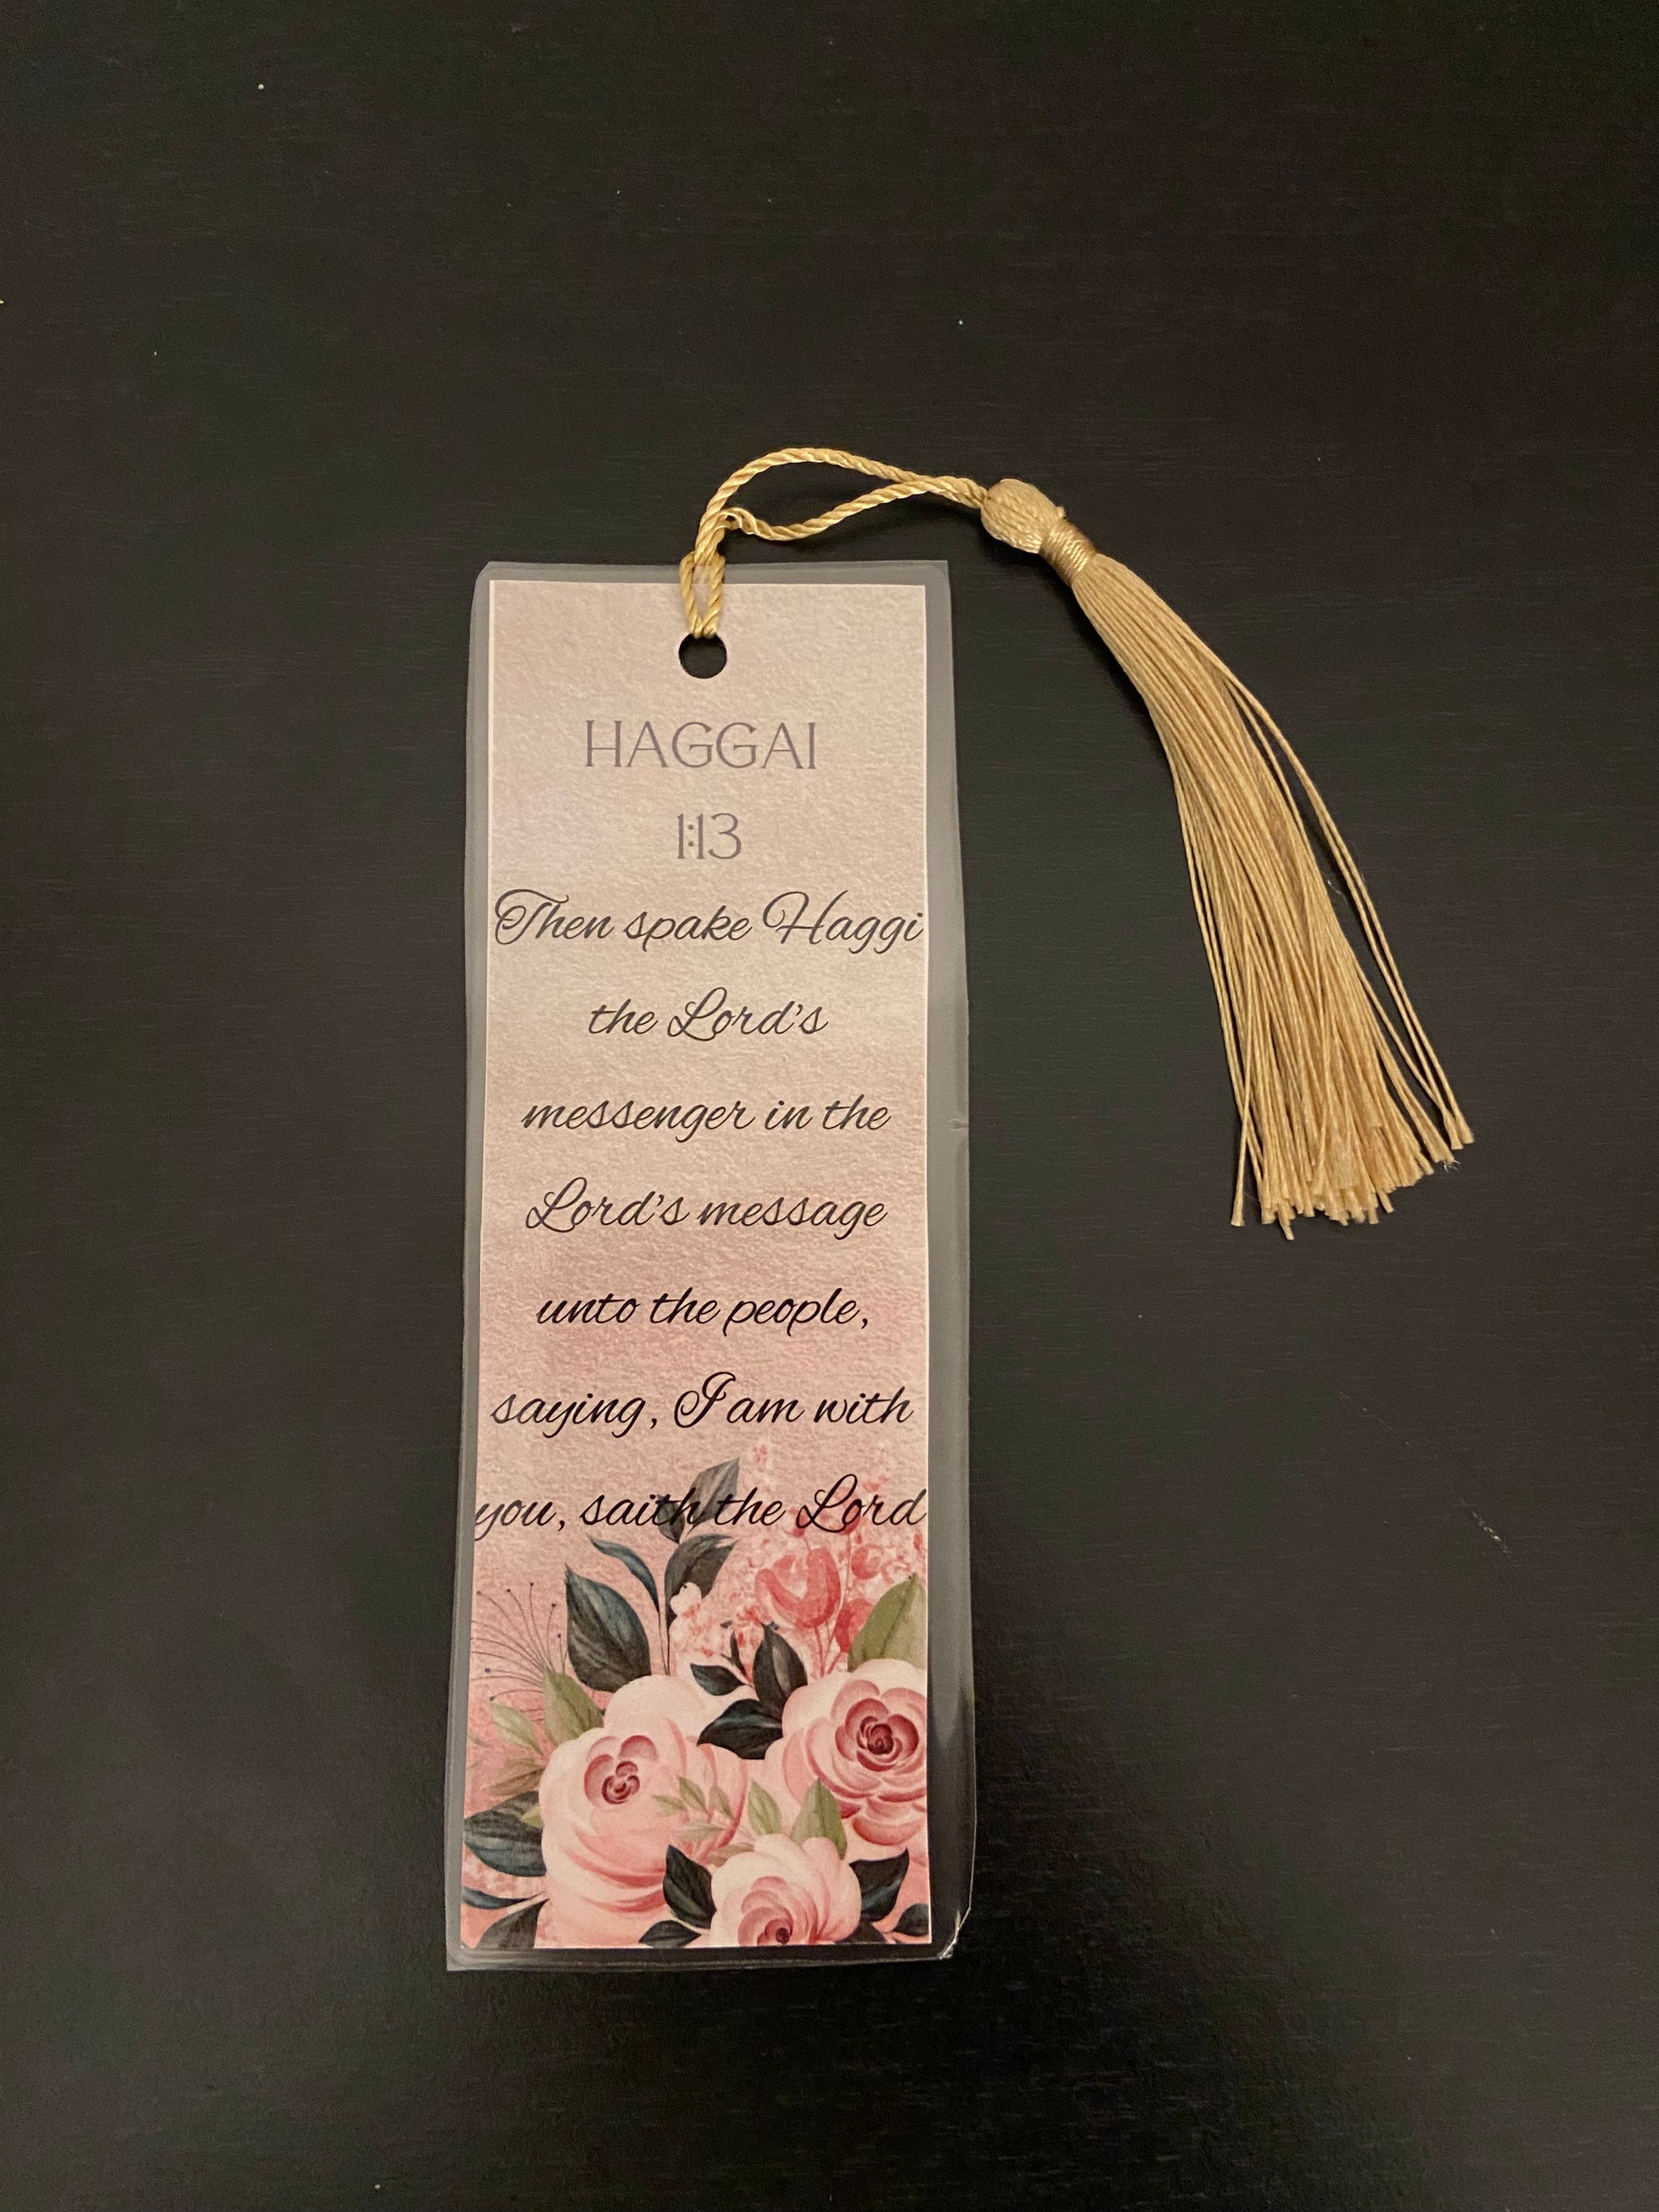 HAGGAI
1:13
Then spake Haggi
the Lord's
messenger in the
Lord's message
unto the people,
saying, I am with
you, saith the Lord